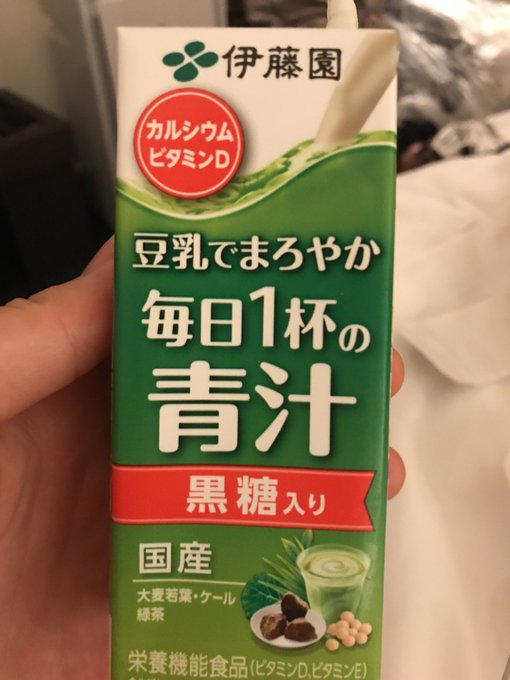 伊藤園
カルシウム
ビタミンD
豆乳でまろやか
毎日1杯の
青汁
黒糖入り
国産
大麦若葉・ケール
緑茶
栄養機能食品(ビタミンD、ビタミンE)